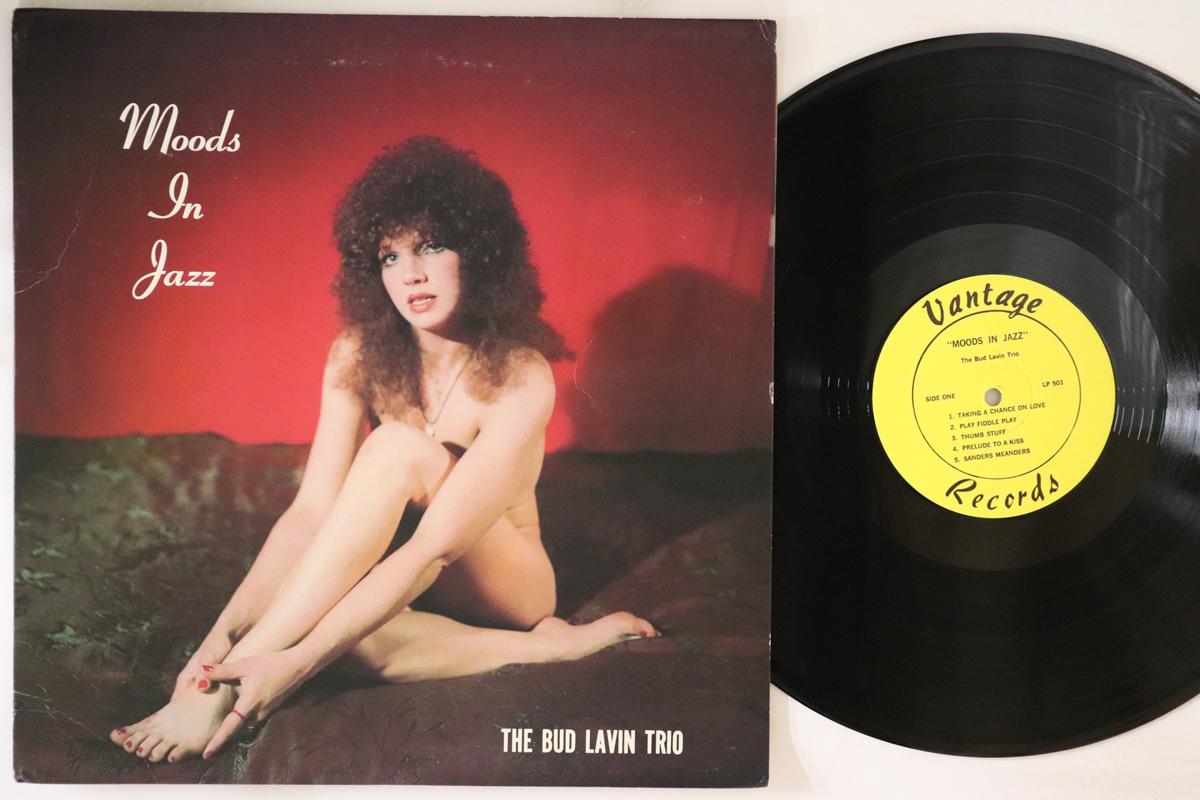 Moods
In
Jazz
THE BUD LAVIN TRIO
Vantage
"MOODS IN JAZZ"
The Bud Lavin Trio
SIDE ONE
LP 501
1. TAKING A CHANCE ON LOVE
2. PLAY FIDDLE PLAY
3. THUMB STUFF
4. PRELUDE TO A KISS
5. SANDERS MEANDERS
Records